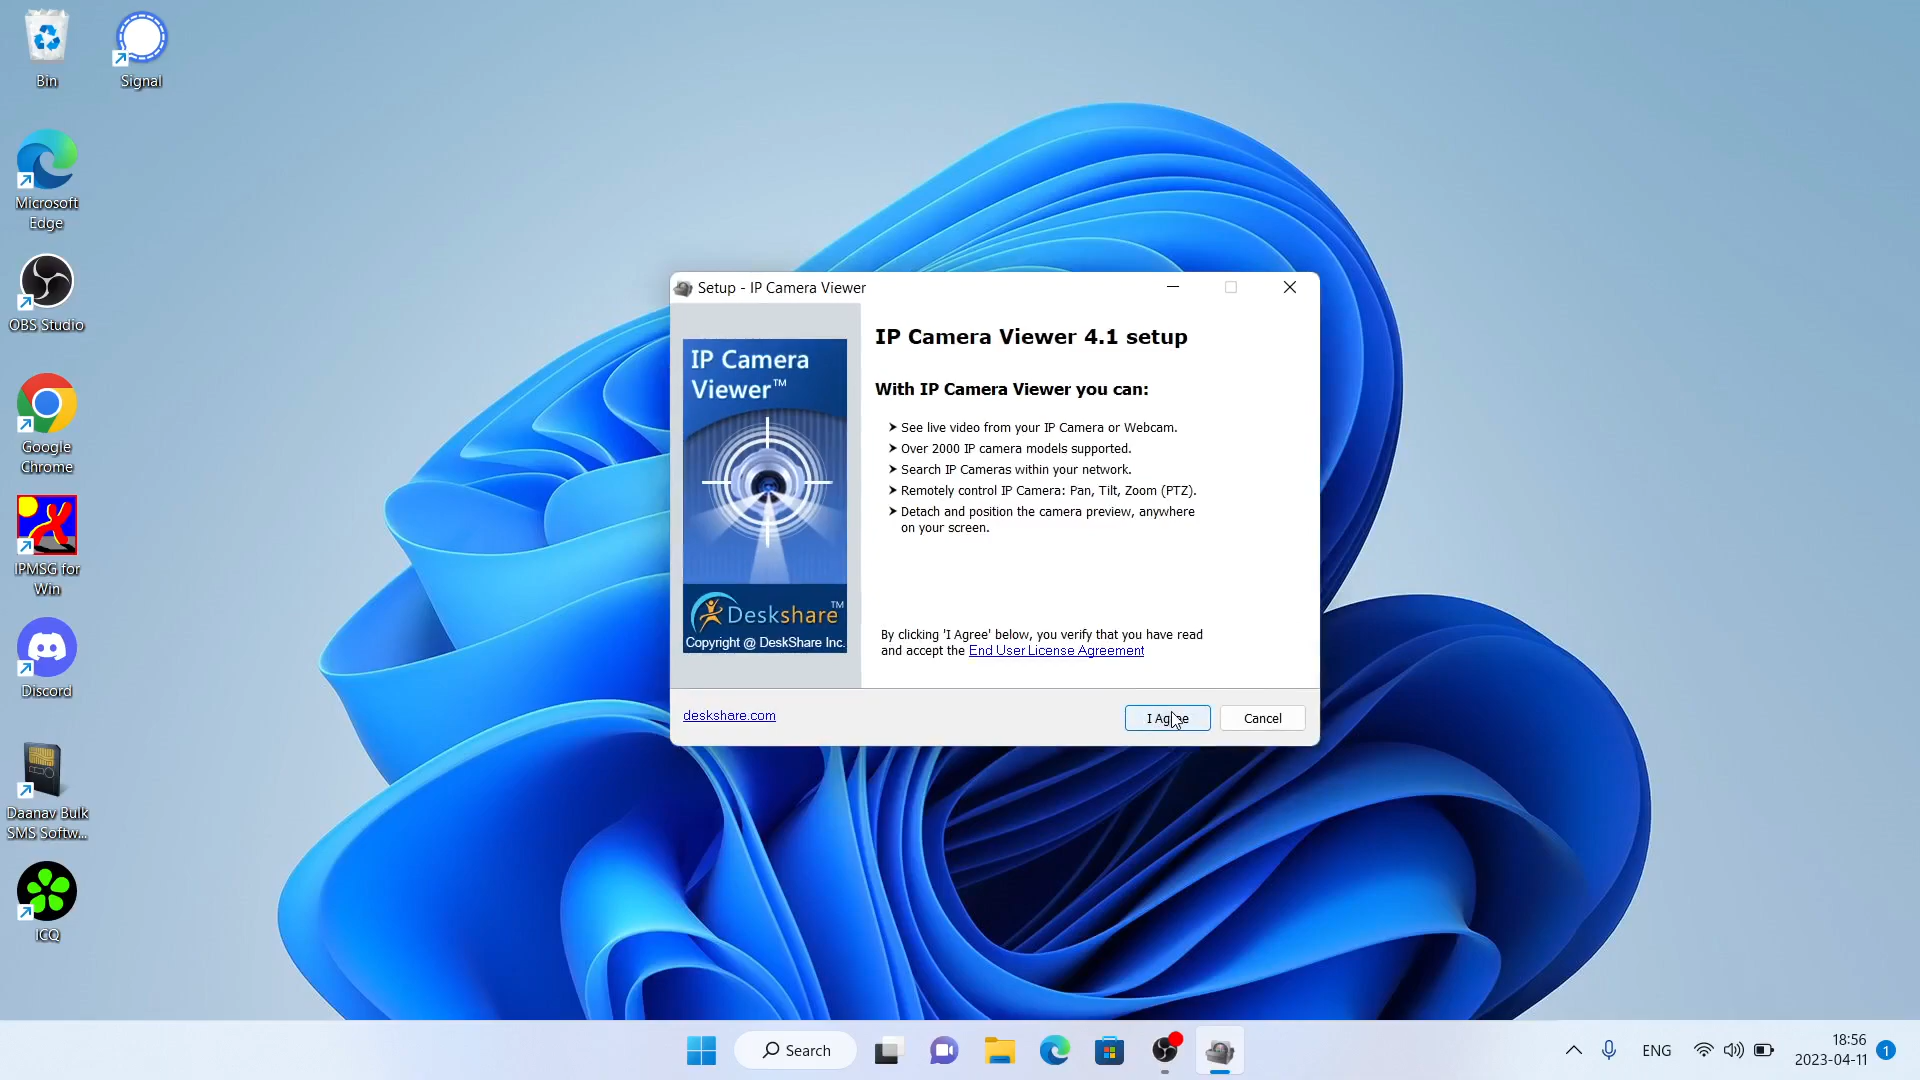 Bin
Signal
Microsoft
Edge
OBS Studio
Google
Chrome
IPMSG for
Win
Discord
Daanav Bulk
SMS Softw...
ICQ
Setup - IP Camera Viewer
IP Camera
Viewer™
Deskshare™
Copyright @ DeskShare Inc.
IP Camera Viewer 4.1 setup
With IP Camera Viewer you can:
See live video from your IP Camera or Webcam.
Over 2000 IP camera models supported.
Search IP Cameras within your network.
Remotely control IP Camera: Pan, Tilt, Zoom (PTZ).
Detach and position the camera preview, anywhere
on your screen.
By clicking 'I Agree' below, you verify that you have read
and accept the End User License Agreement
deskshare.com
I Agree
Cancel
Search
ENG
18:56
2023-04-11
1